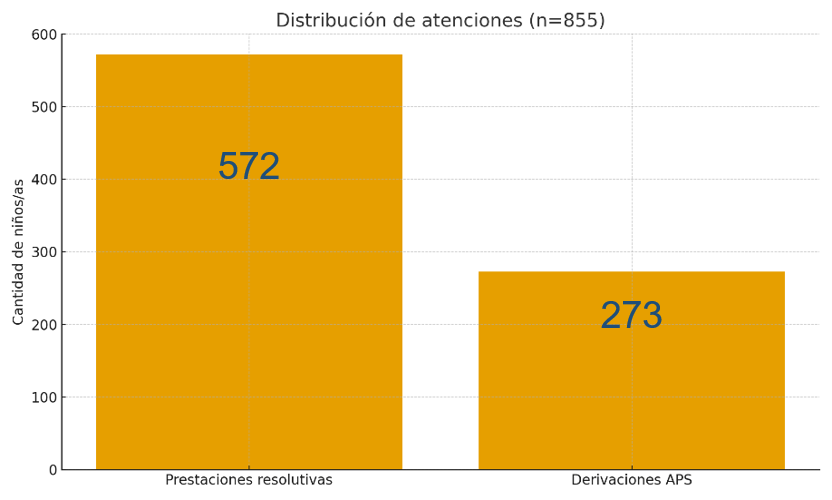 Distribución de atenciones (n=855)
Cantidad de niños/as
600
500
400
300
200
100
0
572
273
Prestaciones resolutivas
Derivaciones APS